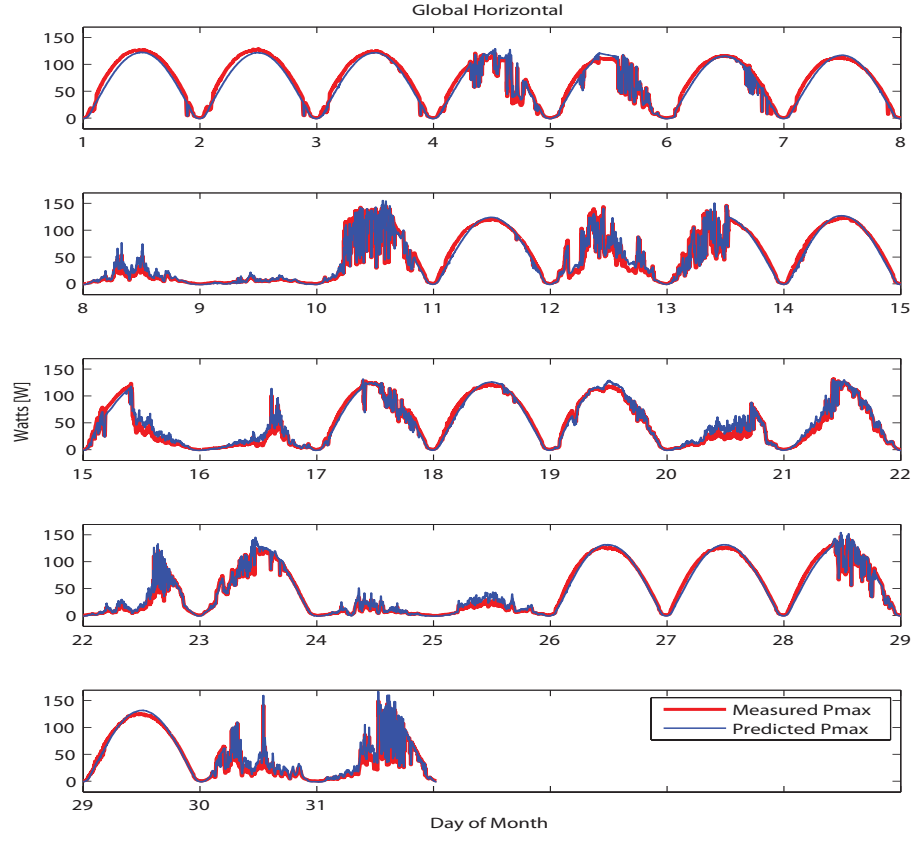 Global Horizontal
150
100
50
0
1 2 3 4 5 6 7 8
150
100
50
0
8 9 10 11 12 13 14 15
Watts [W]
150
100
50
0
15 16 17 18 19 20 21 22
150
100
50
0
22 23 24 25 26 27 28 29
150
100
50
0
Measured Pmax
Predicted Pmax
29 30 31
Day of Month